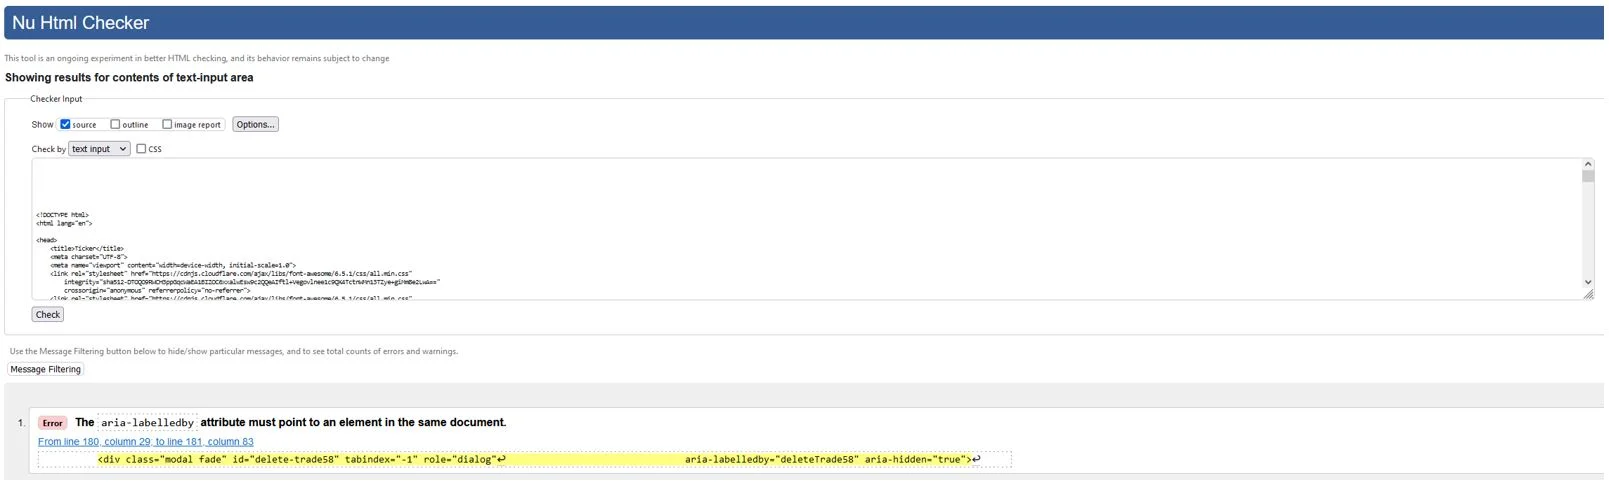 Nu Html Checker
This tool is an ongoing experiment in better HTML checking, and its behavior remains subject to change
Showing results for contents of text-input area
Checker Input
Show source outline image report Options...
Check by text input CSS
<!DOCTYPE html>
<html lang="en">
<head>
<title>Ticker</title>
<meta charset="UTF-8">
<meta name="viewport" content="width=device-width, initial-scale=1.0">
<link rel="stylesheet" href="https://cdnjs.cloudflare.com/ajax/libs/font-awesome/6.5.1/css/all.min.css"
crossorigin="anonymous" referrerpolicy="no-referrer">
<link rel="stylesheet" href="https://cdnjs.cloudflare.com/ajax/libs/font-awesome/6.5.1/css/all.min.css"
Check
Use the Message Filtering button below to hide/show particular messages, and to see total counts of errors and warnings.
Message Filtering
1. Error The aria-labelledby attribute must point to an element in the same document.
From line 180, column 29; to line 181, column 83
<div class="modal fade" id="delete-trade58" tabindex="-1" role="dialog"↩ aria-labelledby="deleteTrade58" aria-hidden="true">↩